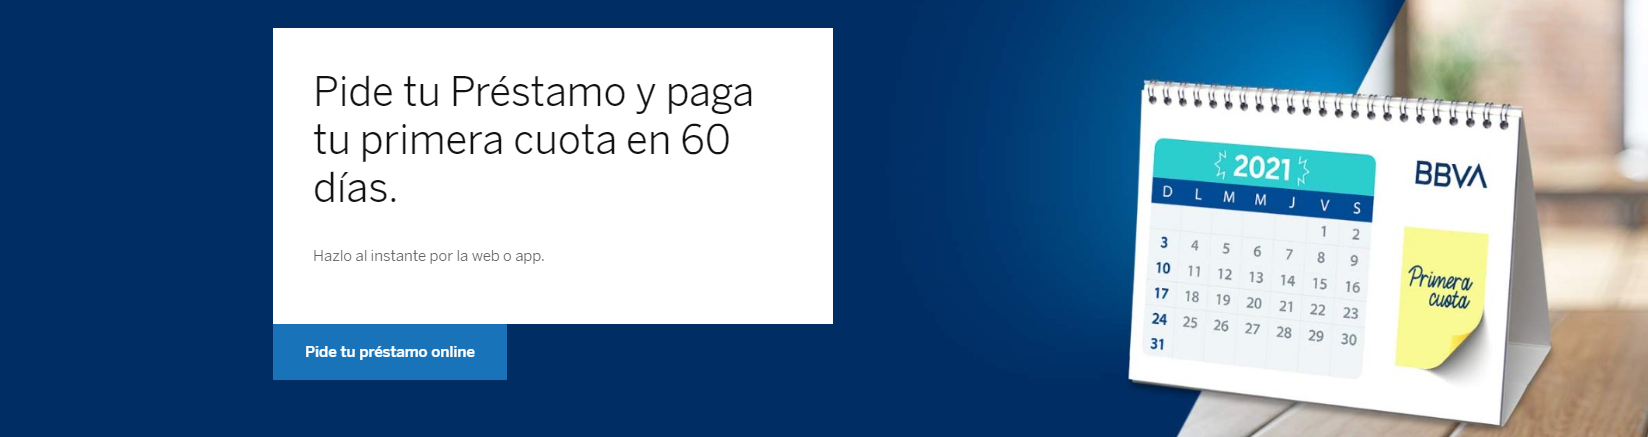 Pide tu Préstamo y paga
tu primera cuota en 60
días.
Hazlo al instante por la web o app.
Pide tu préstamo online
2021
D L M M J V S
1 2
3 4 5 6 7 8 9
10 11 12 13 14 15 16
17 18 19 20 21 22 23
24 25 26 27 28 29 30
31
BBVA
Primera
cuota